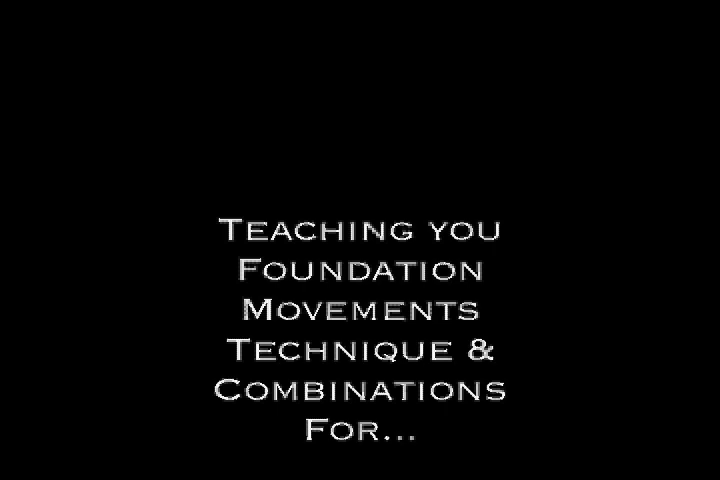 Teaching you
Foundation
Movements
Technique &
Combinations
For...